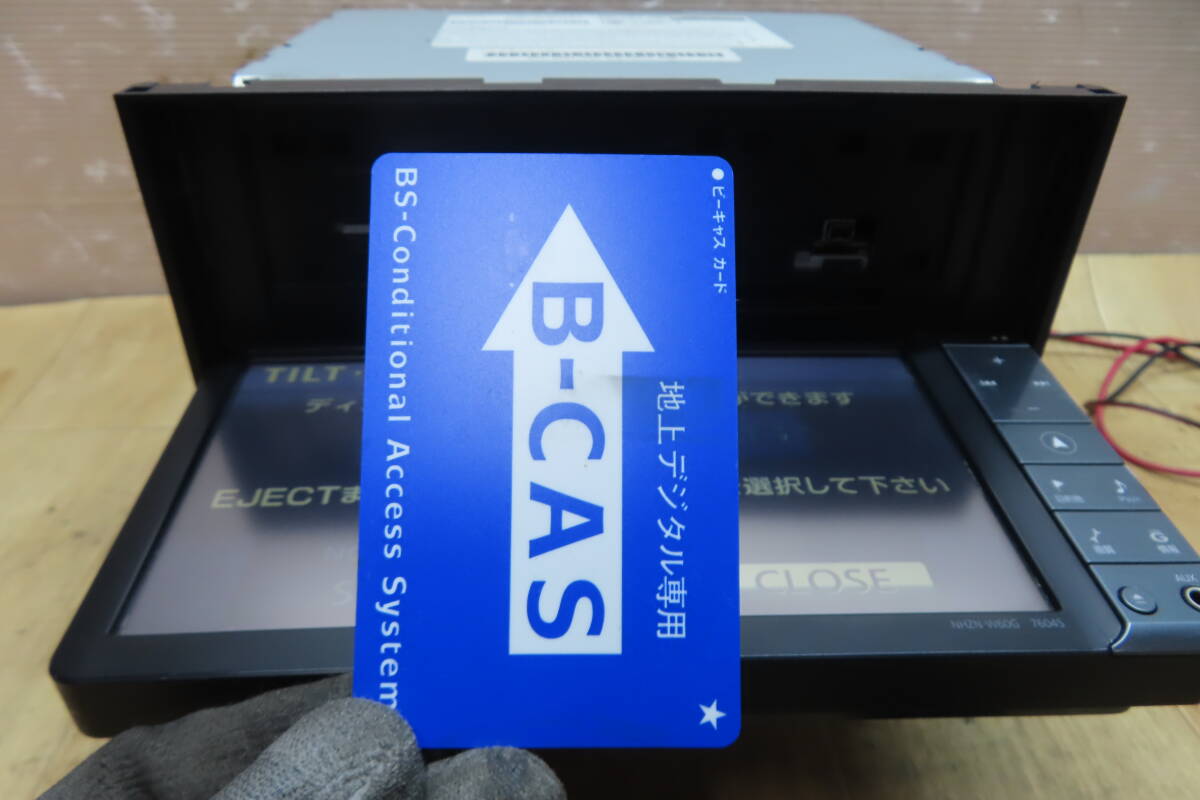 ● ビーキャス カード
BS-Conditional Access System
B-CAS
地上デジタル専用
★
TILT
ディ
ができます
EJECTま
選択して下さい
CLOSE
NHZN-W60G 76045
AUX